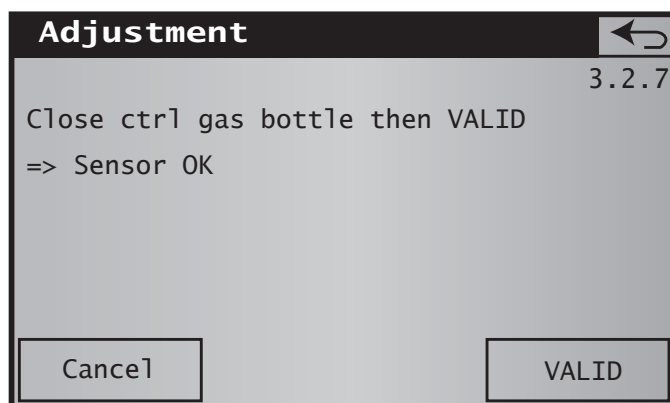 Adjustment
3.2.7
Close ctrl gas bottle then VALID
=> Sensor OK
Cancel
VALID